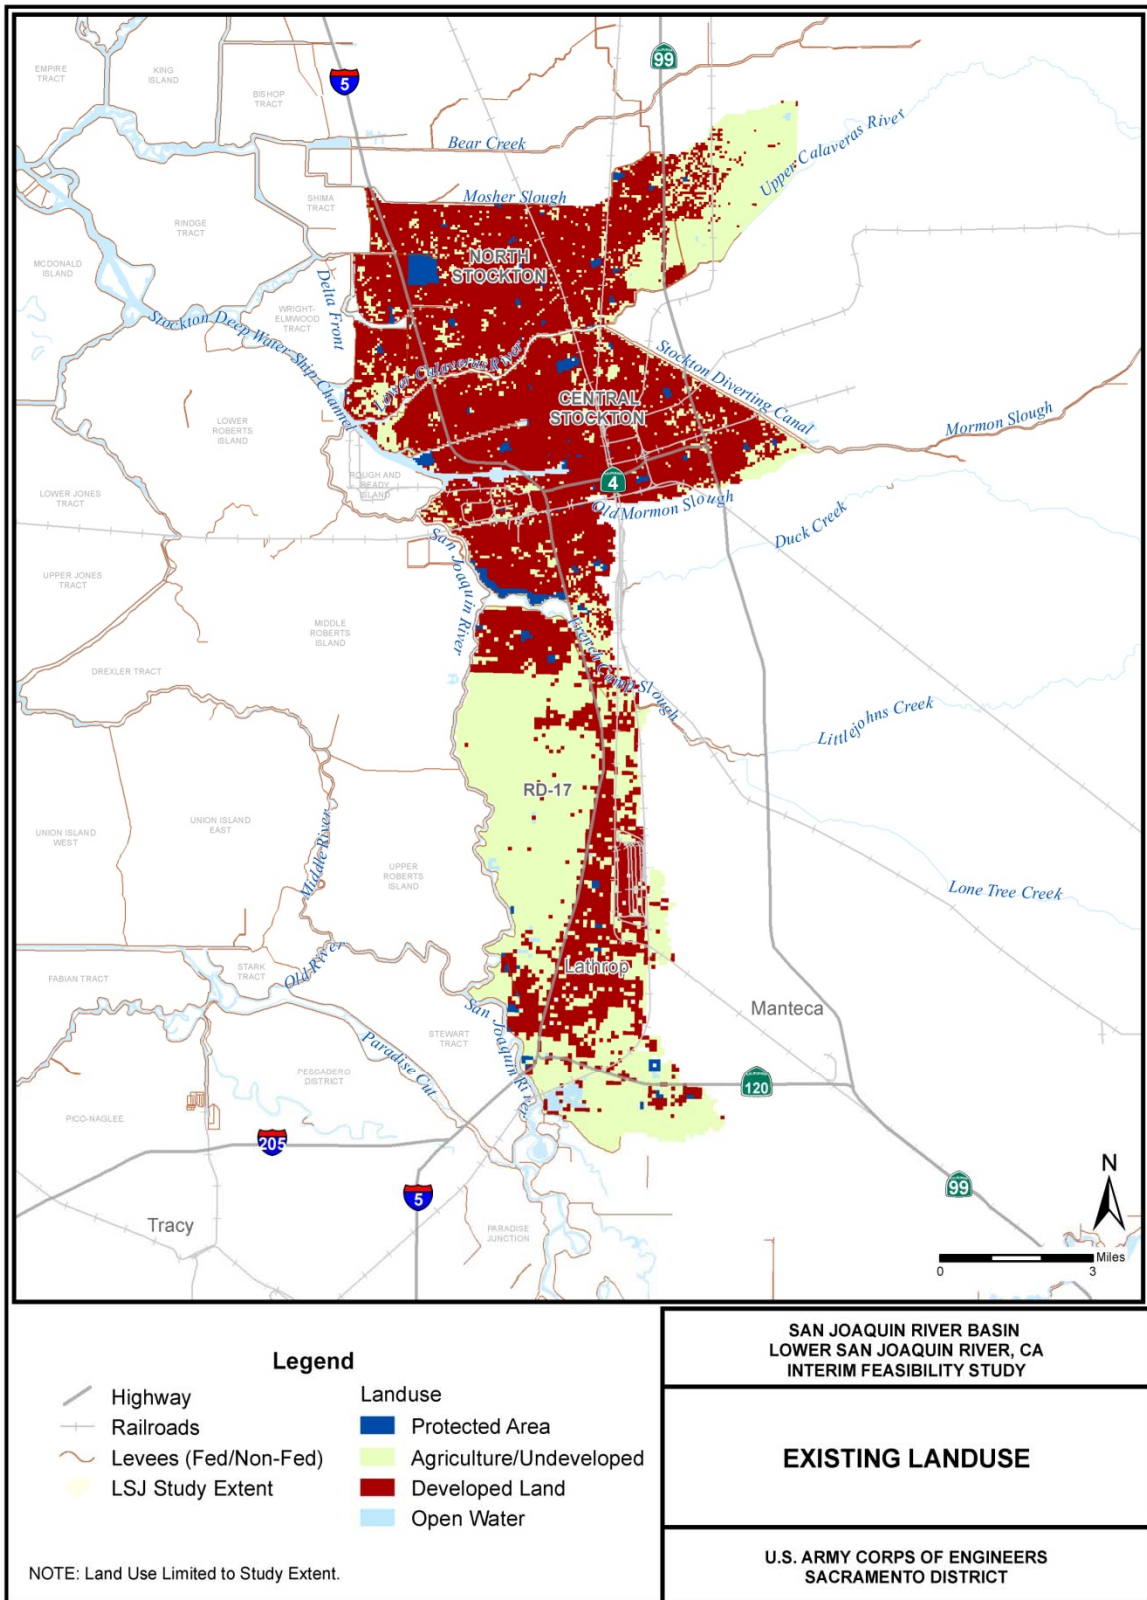 EMPIRE
TRACT
KING
ISLAND
BISHOP
TRACT
5
99
Bear Creek
Upper Calaveras River
Mosher Slough
SHIMA
TRACT
RINDGE
TRACT
MCDONALD
ISLAND
NORTH
STOCKTON
Delta Front
WRIGHT-
ELMWOOD
TRACT
Stockton Deep Water Ship Channel
Lower Calaveras River
Stockton Diverting Canal
CENTRAL
STOCKTON
LOWER
ROBERTS
ISLAND
Mormon Slough
ROUGH AND
READY
ISLAND
CALIFORNIA
4
LOWER JONES
TRACT
Old Mormon Slough
Duck Creek
San Joaquin River
UPPER JONES
TRACT
MIDDLE
ROBERTS
ISLAND
French Camp Slough
DREXLER TRACT
Littlejohns Creek
RD-17
UNION ISLAND
WEST
UNION ISLAND
EAST
Middle River
UPPER
ROBERTS
ISLAND
Lone Tree Creek
Old River
FABIAN TRACT
STARK
TRACT
Lathrop
Manteca
San Joaquin River
STEWART
TRACT
Paradise Cut
PESCADERO
DISTRICT
PICO-NAGLEE
CALIFORNIA
120
205
5
99
Tracy
PARADISE
JUNCTION
N
Miles
0 3
Legend
Highway
Railroads
Levees (Fed/Non-Fed)
LSJ Study Extent
Landuse
Protected Area
Agriculture/Undeveloped
Developed Land
Open Water
NOTE: Land Use Limited to Study Extent.
SAN JOAQUIN RIVER BASIN
LOWER SAN JOAQUIN RIVER, CA
INTERIM FEASIBILITY STUDY
EXISTING LANDUSE
U.S. ARMY CORPS OF ENGINEERS
SACRAMENTO DISTRICT